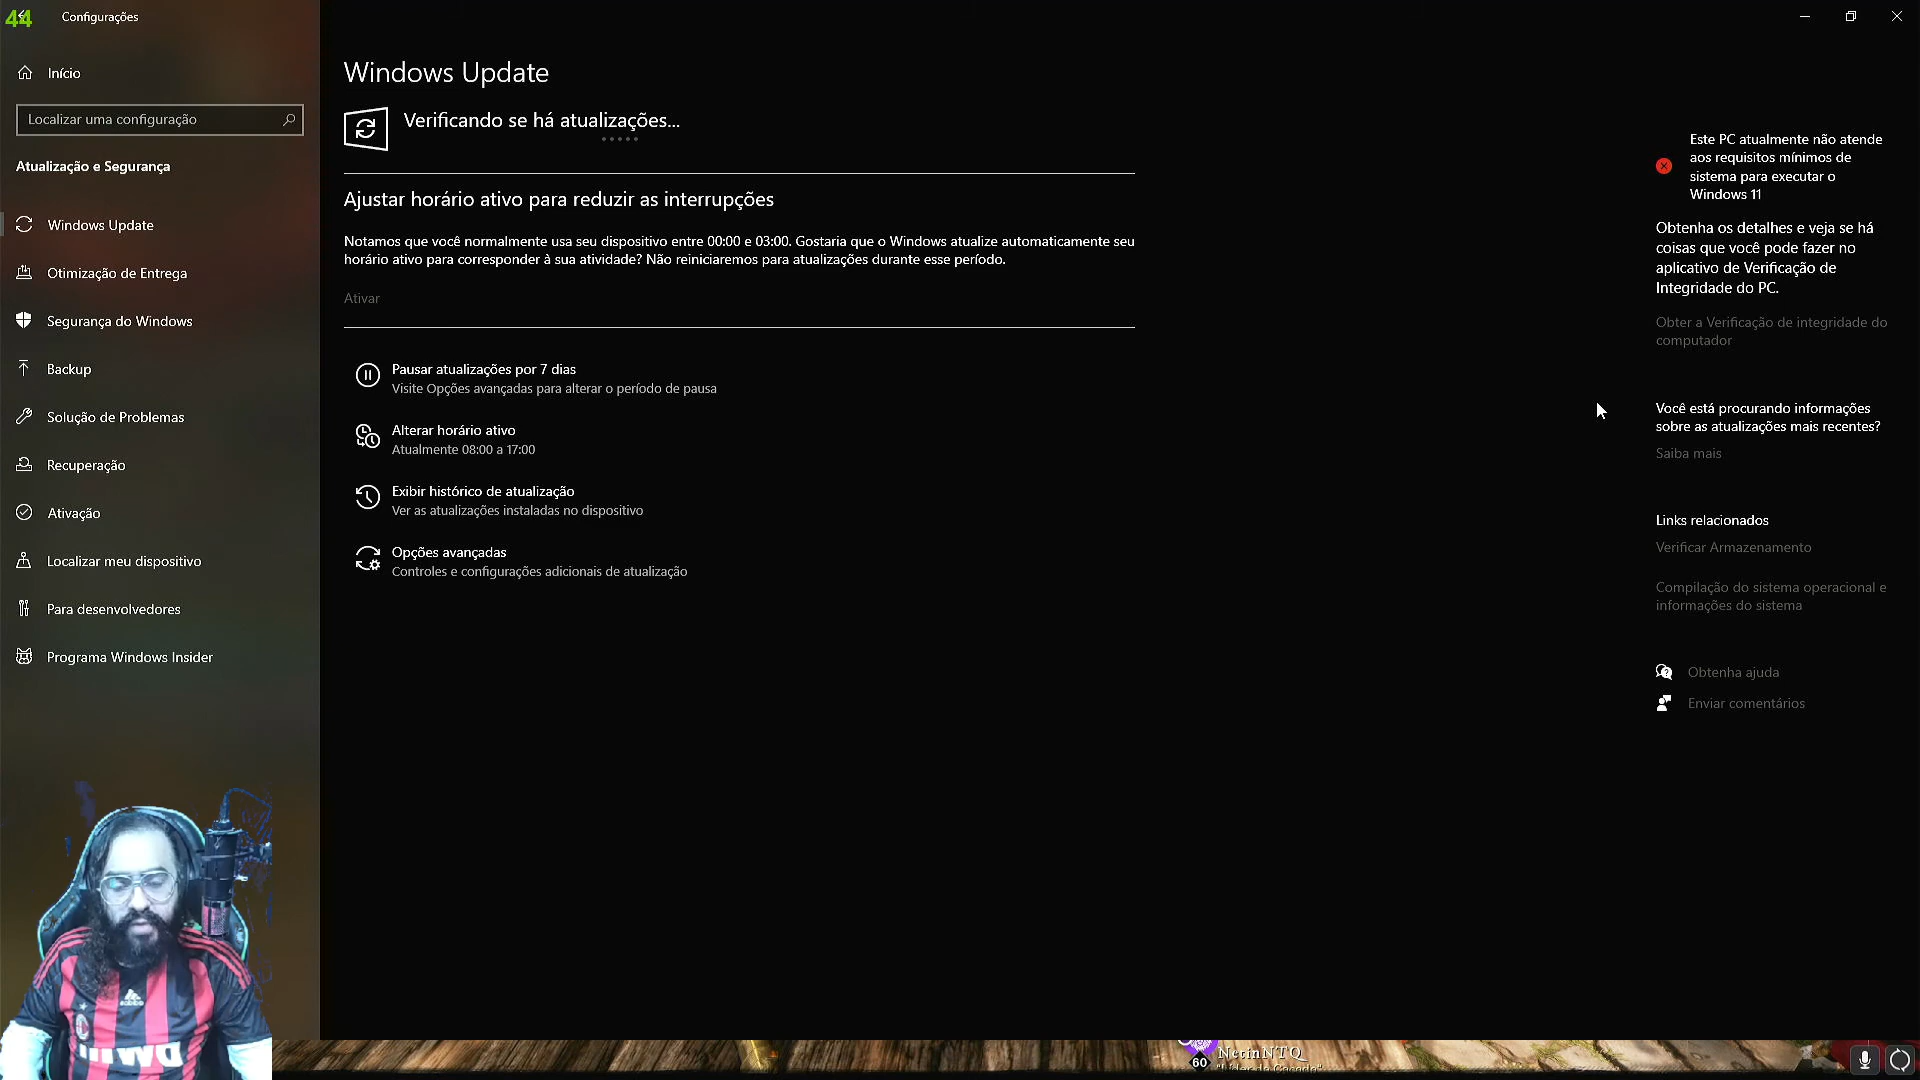 44
Configurações
Início
Localizar uma configuração
Atualização e Segurança
Windows Update
Otimização de Entrega
Segurança do Windows
Backup
Solução de Problemas
Recuperação
Ativação
Localizar meu dispositivo
Para desenvolvedores
Programa Windows Insider
Windows Update
Verificando se há atualizações...
Ajustar horário ativo para reduzir as interrupções
Notamos que você normalmente usa seu dispositivo entre 00:00 e 03:00. Gostaria que o Windows atualize automaticamente seu
horário ativo para corresponder à sua atividade? Não reiniciaremos para atualizações durante esse período.
Ativar
Pausar atualizações por 7 dias
Visite Opções avançadas para alterar o período de pausa
Alterar horário ativo
Atualmente 08:00 a 17:00
Exibir histórico de atualização
Ver as atualizações instaladas no dispositivo
Opções avançadas
Controles e configurações adicionais de atualização
Este PC atualmente não atende
aos requisitos mínimos de
sistema para executar o
Windows 11
Obtenha os detalhes e veja se há
coisas que você pode fazer no
aplicativo de Verificação de
Integridade do PC.
Obter a Verificação de integridade do
computador
Você está procurando informações
sobre as atualizações mais recentes?
Saiba mais
Links relacionados
Verificar Armazenamento
Compilação do sistema operacional e
informações do sistema
Obtenha ajuda
Enviar comentários
adidas
60
NetinNTQ